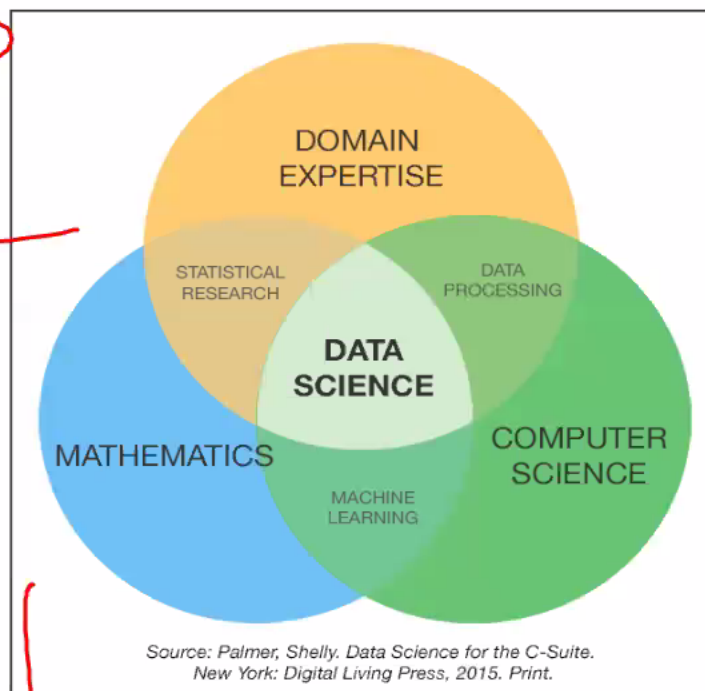 DOMAIN
EXPERTISE
STATISTICAL
RESEARCH
DATA
PROCESSING
DATA
SCIENCE
MATHEMATICS
COMPUTER
SCIENCE
MACHINE
LEARNING
Source: Palmer, Shelly. Data Science for the C-Suite.
New York: Digital Living Press, 2015. Print.